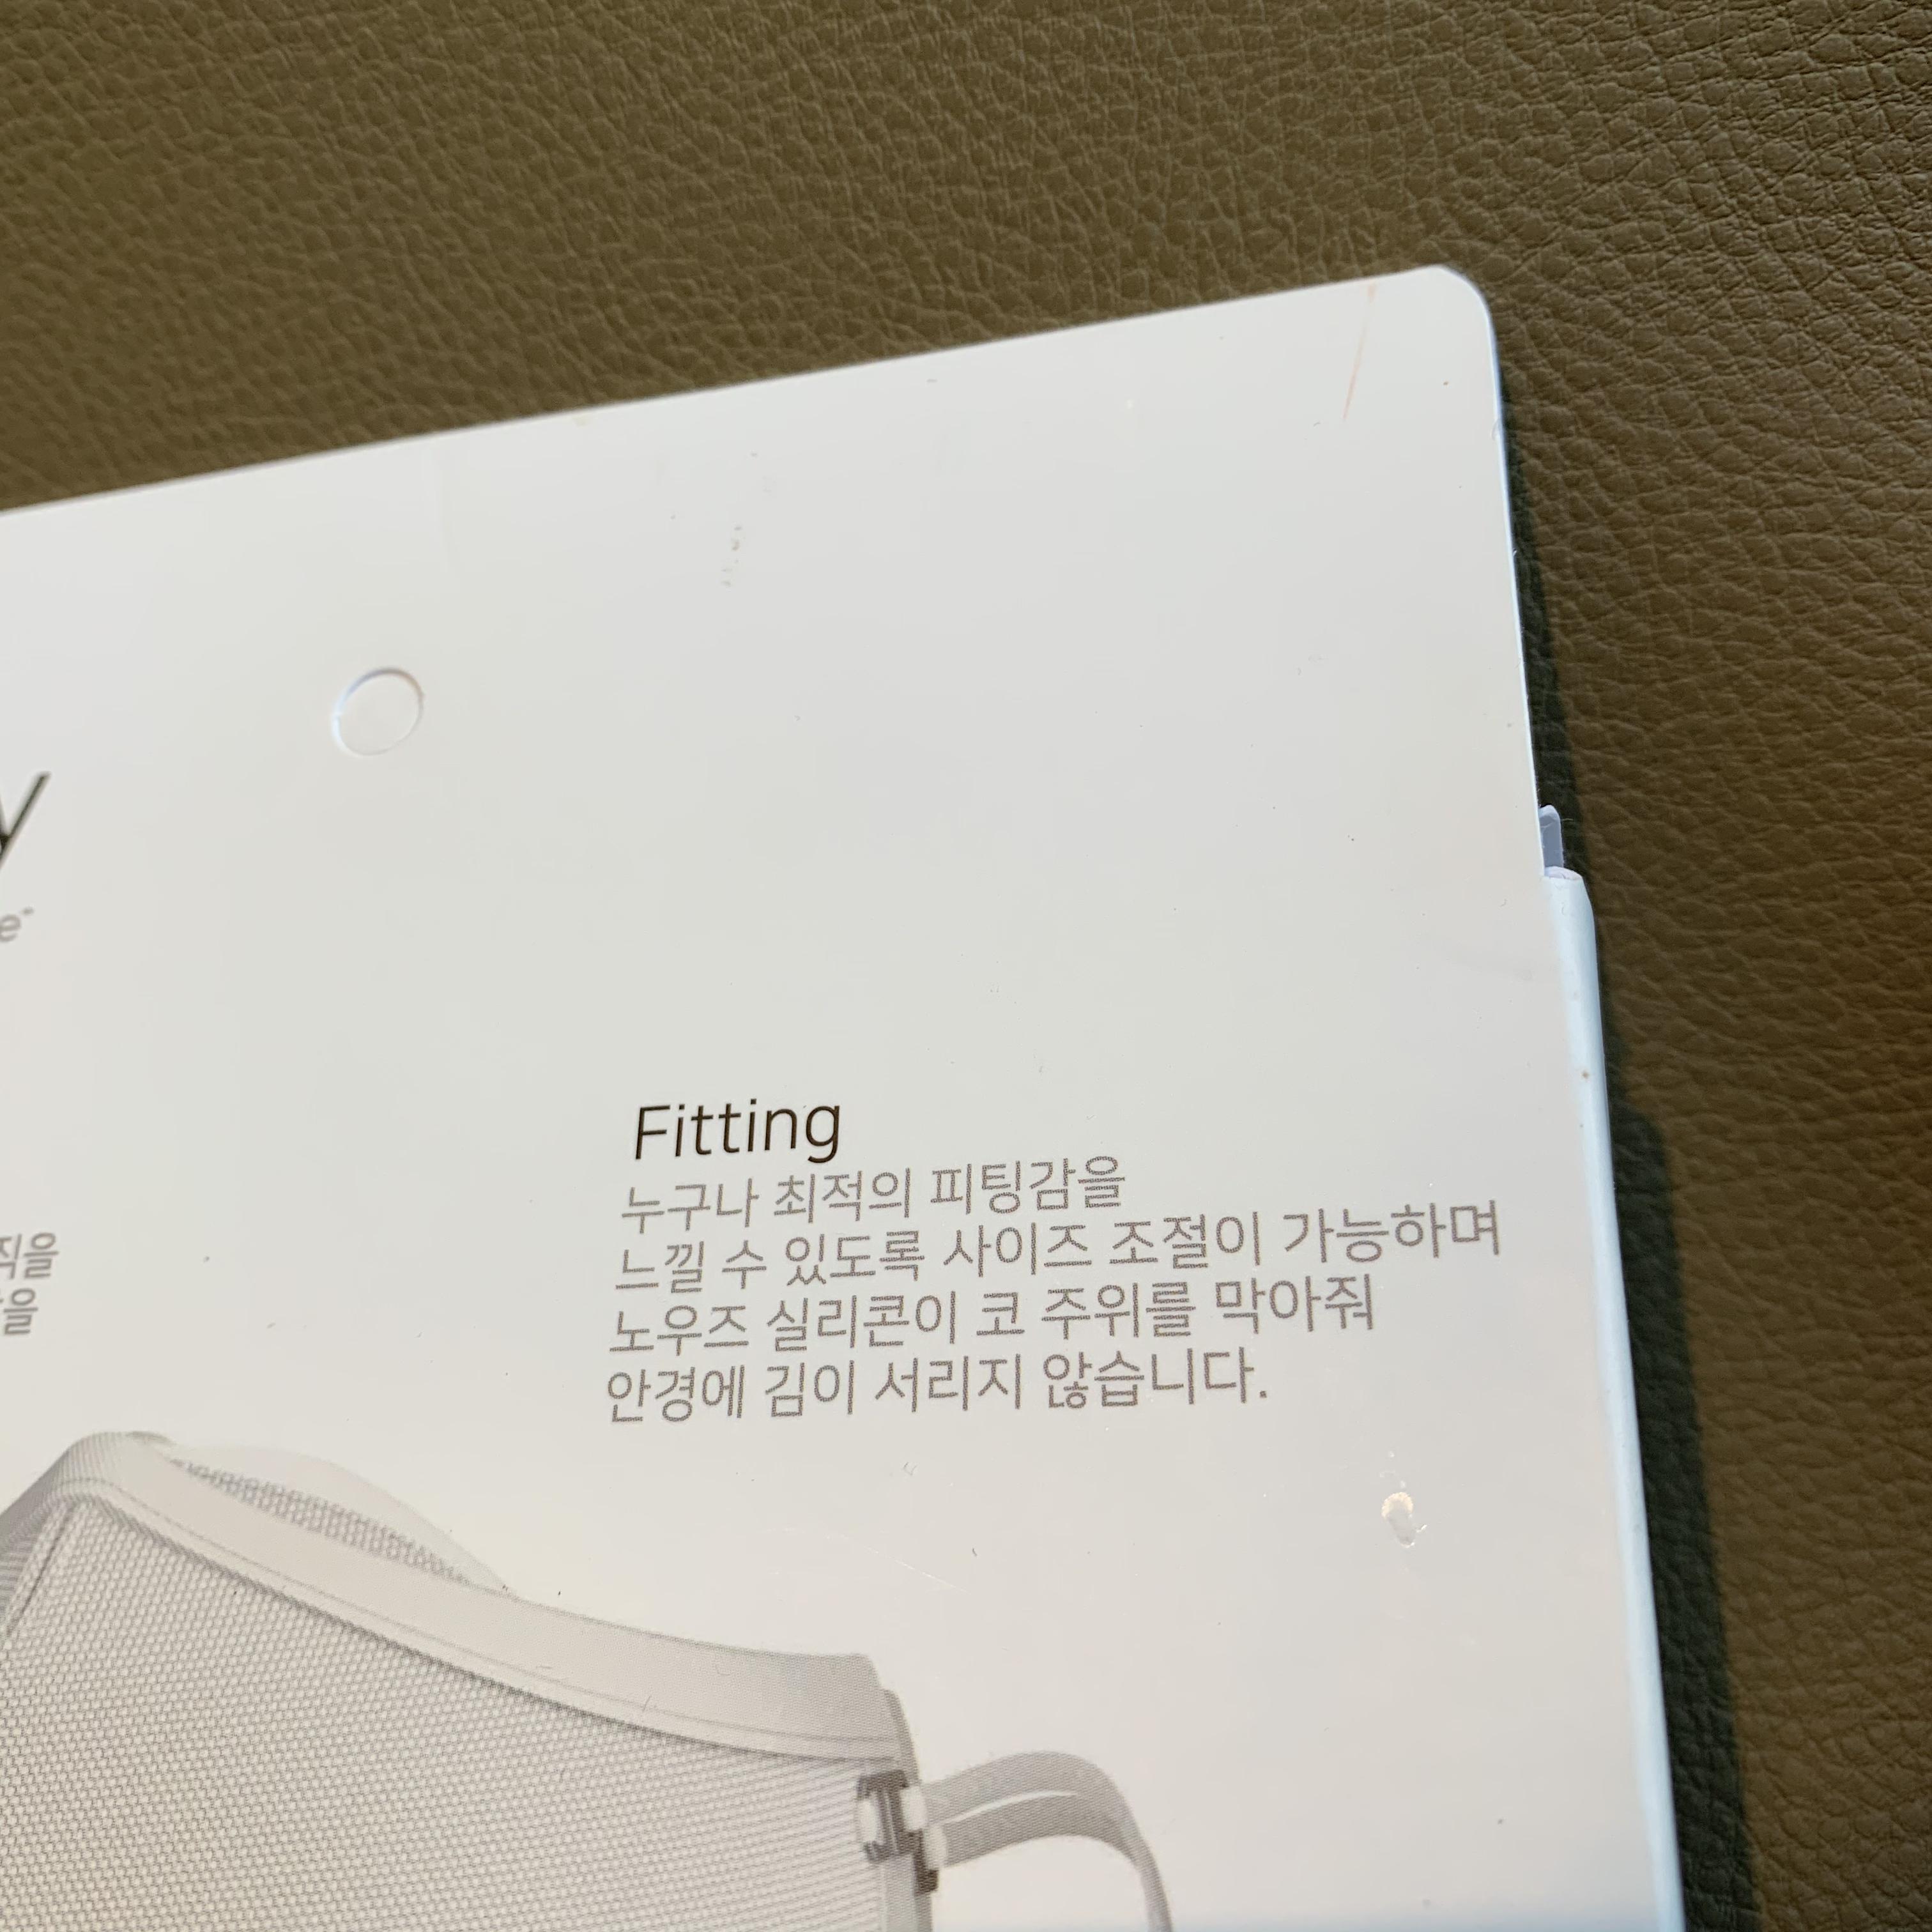 Fitting
누구나 최적의 피팅감을
느낄 수 있도록 사이즈 조절이 가능하며
노우즈 실리콘이 코 주위를 막아줘
안경에 김이 서리지 않습니다.